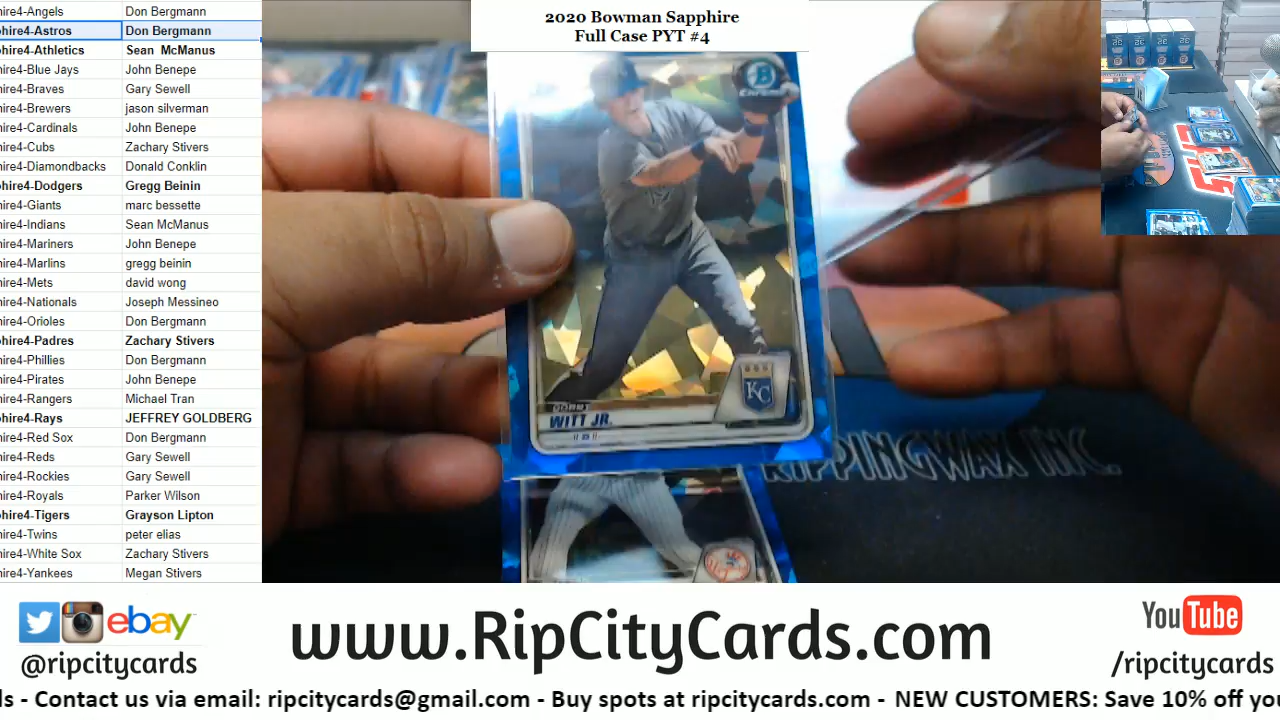 2020 Bowman Sapphire
Full Case PYT #4
hire4-Angels Don Bergmann
hire4-Astros Don Bergmann
hire4-Athletics Sean McManus
hire4-Blue Jays John Benepe
hire4-Braves Gary Sewell
hire4-Brewers jason silverman
hire4-Cardinals John Benepe
hire4-Cubs Zachary Stivers
hire4-Diamondbacks Donald Conklin
hire4-Dodgers Gregg Beinin
hire4-Giants marc bessette
hire4-Indians Sean McManus
hire4-Mariners John Benepe
hire4-Marlins gregg beinin
hire4-Mets david wong
hire4-Nationals Joseph Messineo
hire4-Orioles Don Bergmann
hire4-Padres Zachary Stivers
hire4-Phillies Don Bergmann
hire4-Pirates John Benepe
hire4-Rangers Michael Tran
hire4-Rays JEFFREY GOLDBERG
hire4-Red Sox Don Bergmann
hire4-Reds Gary Sewell
hire4-Rockies Gary Sewell
hire4-Royals Parker Wilson
hire4-Tigers Grayson Lipton
hire4-Twins peter elias
hire4-White Sox Zachary Stivers
hire4-Yankees Megan Stivers
B
CHROME
KC
BOBBY
WITT JR.
RIPPINGWAX INC.
ebay
@ripcitycards
www.RipCityCards.com
YouTube
/ripcitycards
ds - Contact us via email: ripcitycards@gmail.com - Buy spots at ripcitycards.com - NEW CUSTOMERS: Save 10% off you